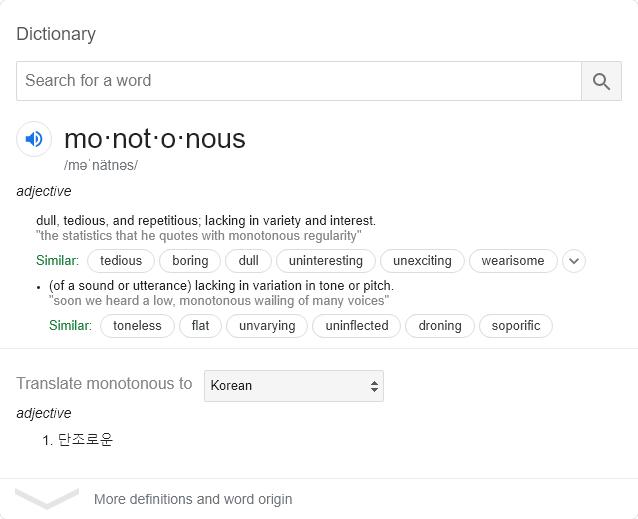 Dictionary
Search for a word
mo·not·o·nous
/məˈnätnəs/
adjective
dull, tedious, and repetitious; lacking in variety and interest.
"the statistics that he quotes with monotonous regularity"
Similar: tedious boring dull uninteresting unexciting wearisome
• (of a sound or utterance) lacking in variation in tone or pitch.
"soon we heard a low, monotonous wailing of many voices"
Similar: toneless flat unvarying uninflected droning soporific
Translate monotonous to Korean
adjective
1. 단조로운
More definitions and word origin